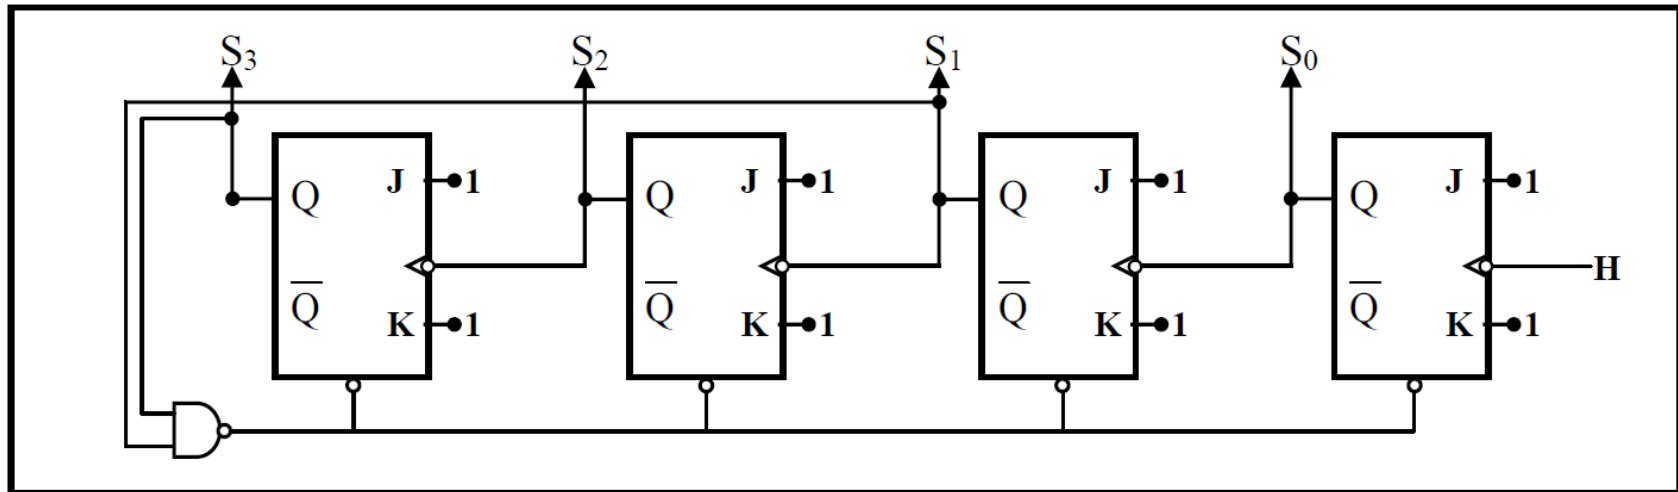 S₃ S₂ S₁ S₀
J 1 J 1 J 1 J 1
Q Q Q Q
H
Q̅ Q̅ Q̅ Q̅
K 1 K 1 K 1 K 1